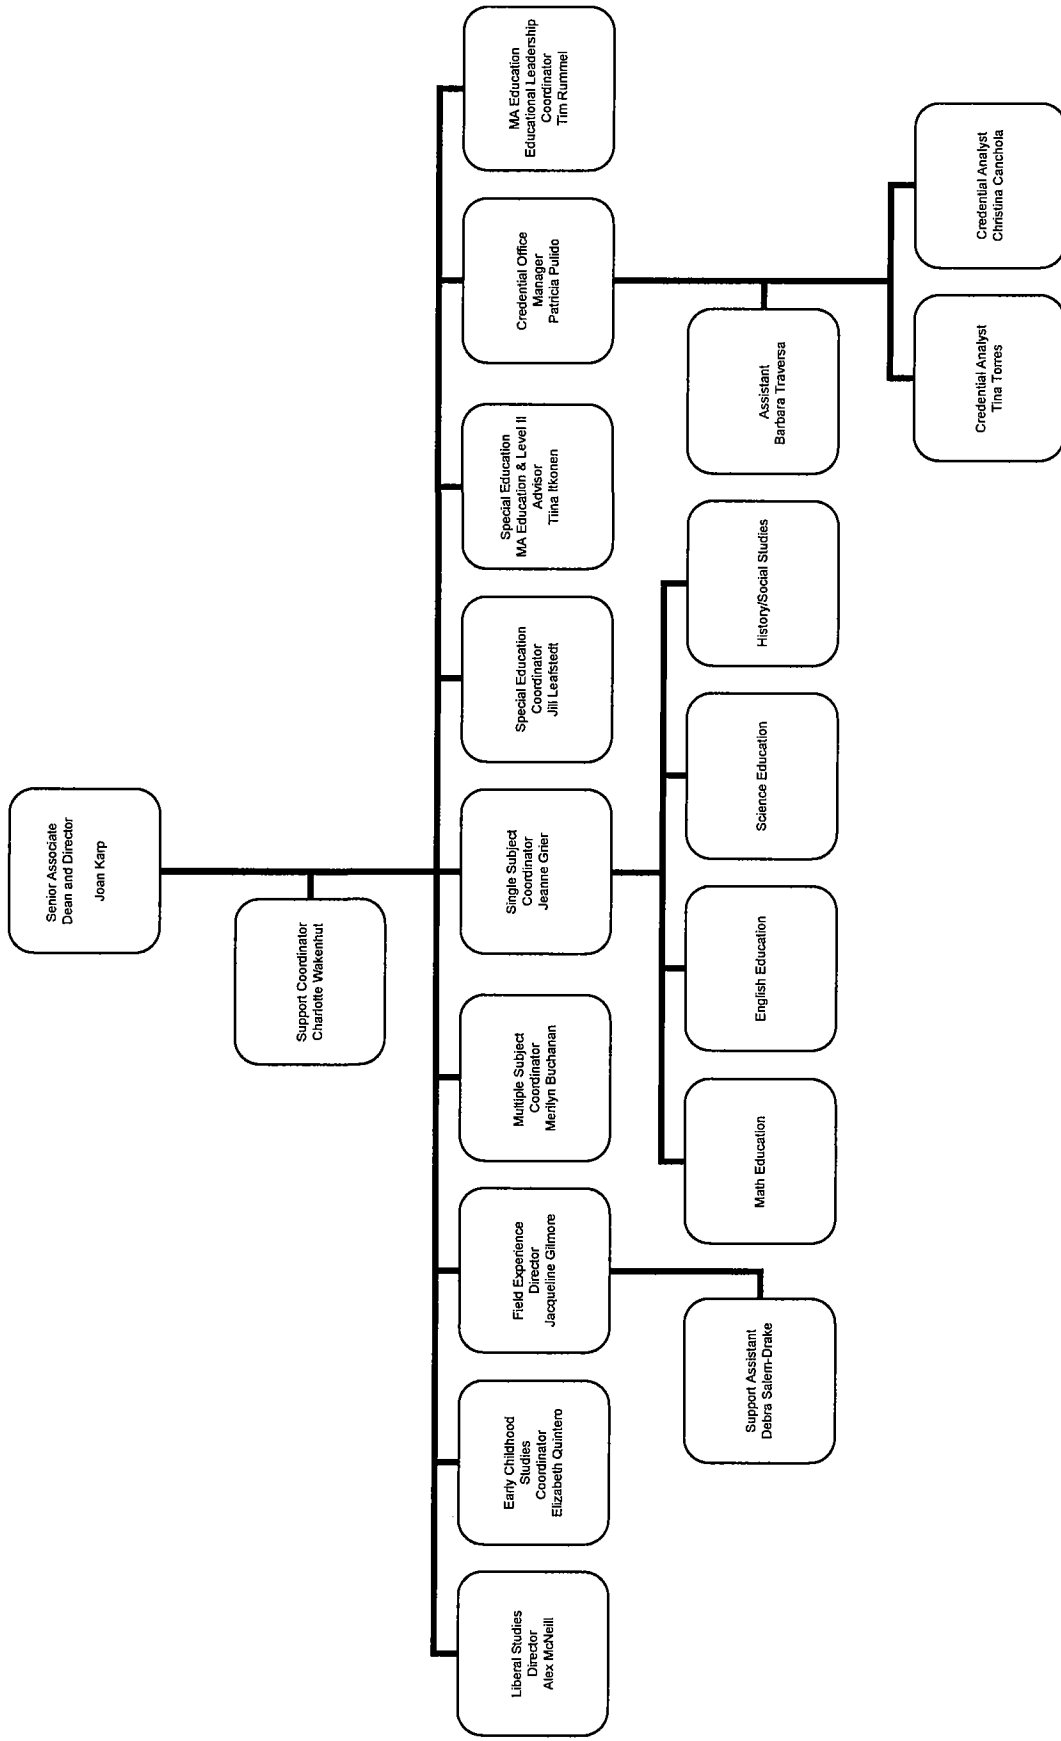 Senior Associate
Dean and Director
Joan Karp
Support Coordinator
Charlotte Wakenhut
Liberal Studies
Director
Alex McNeill
Early Childhood
Studies
Coordinator
Elizabeth Quintero
Field Experience
Director
Jacqueline Gilmore
Multiple Subject
Coordinator
Merilyn Buchanan
Single Subject
Coordinator
Jeanne Grier
Special Education
Coordinator
Jill Leafstedt
Special Education
MA Education & Level II
Advisor
Tiina Itkonen
Credential Office
Manager
Patricia Pulido
MA Education
Educational Leadership
Coordinator
Tim Rummel
Support Assistant
Debra Salem-Drake
Math Education
English Education
Science Education
History/Social Studies
Assistant
Barbara Traversa
Credential Analyst
Tina Torres
Credential Analyst
Christina Canchola